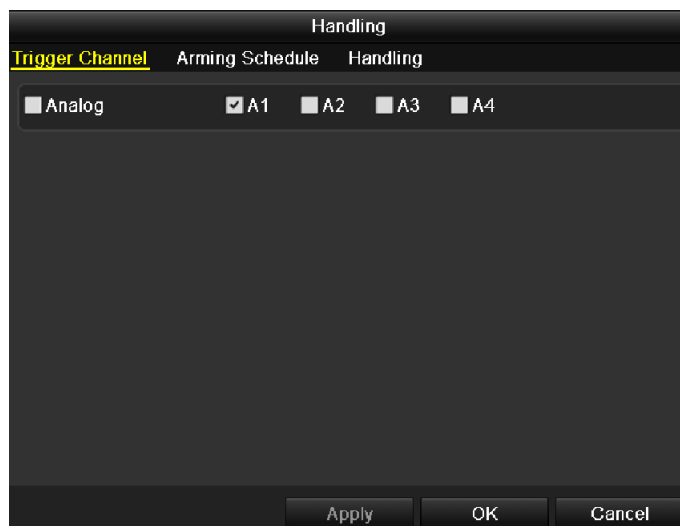 Handling
Trigger Channel Arming Schedule Handling
Analog A1 A2 A3 A4
Apply OK Cancel